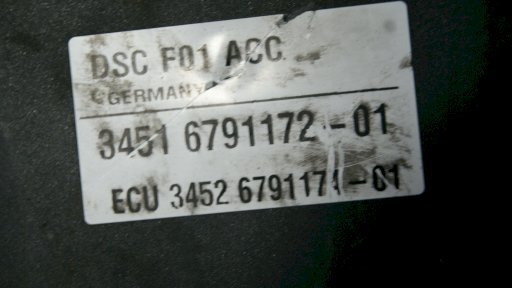 DSC F01 ACC
GERMANY
3451 6791172-01
ECU 3452 6791171-01